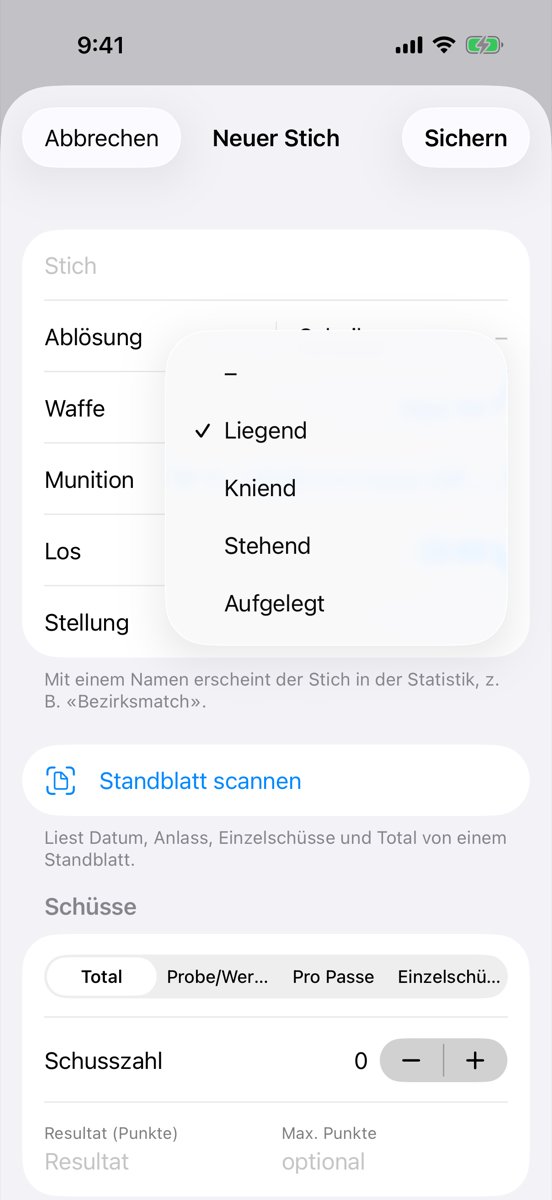 9:41
Abbrechen
Neuer Stich
Sichern
Stich
Ablösung
–
Waffe
Munition
Los
Stellung
–
✓ Liegend
Kniend
Stehend
Aufgelegt
Mit einem Namen erscheint der Stich in der Statistik, z.
B. «Bezirksmatch».
Standblatt scannen
Liest Datum, Anlass, Einzelschüsse und Total von einem
Standblatt.
Schüsse
Total
Probe/Wer...
Pro Passe
Einzelschü...
Schusszahl
0
Resultat (Punkte)
Max. Punkte
Resultat
optional